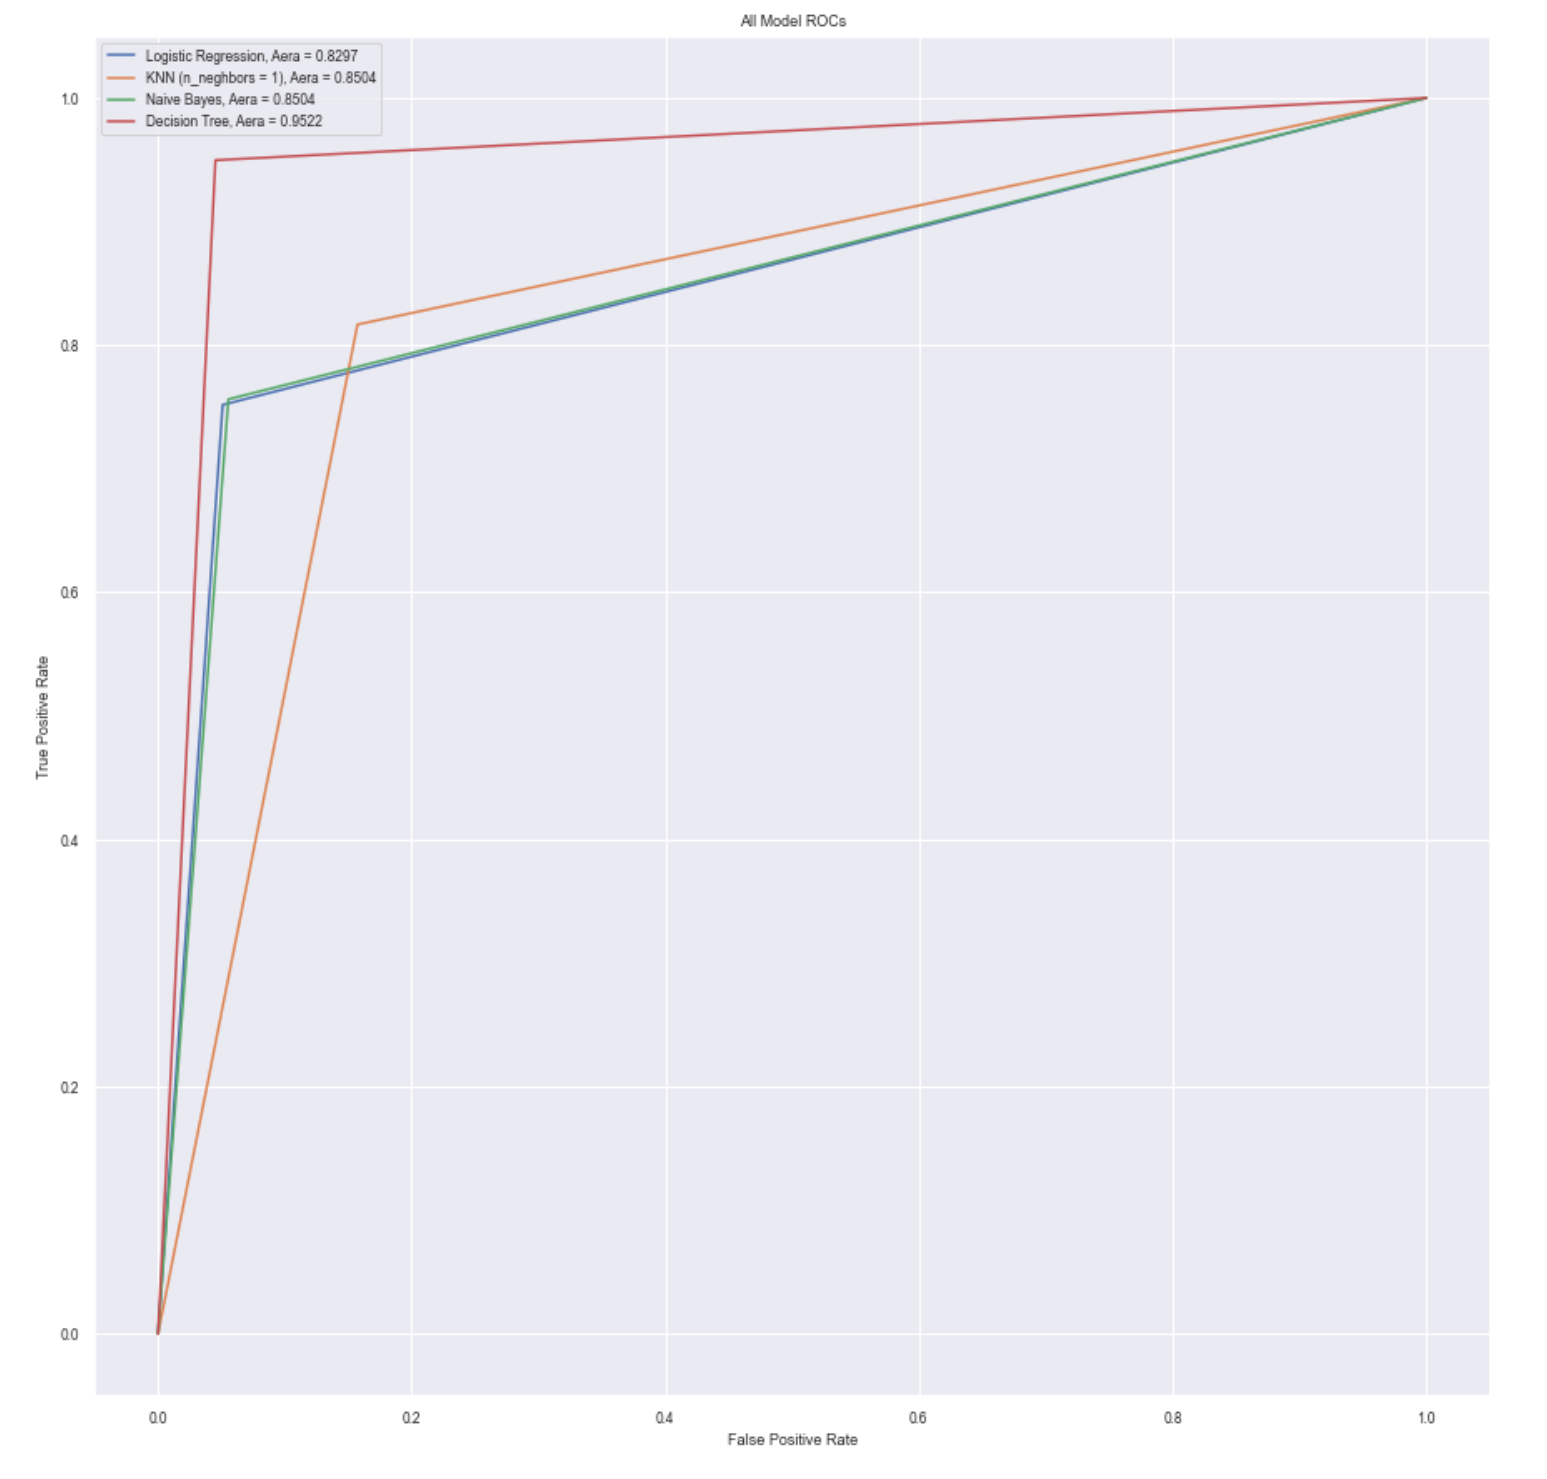 All Model ROCs
Logistic Regression, Aera = 0.8297
KNN (n_neghbors = 1), Aera = 0.8504
Naive Bayes, Aera = 0.8504
Decision Tree, Aera = 0.9522
1.0
0.8
0.6
0.4
0.2
0.0
True Positive Rate
0.0 0.2 0.4 0.6 0.8 1.0
False Positive Rate